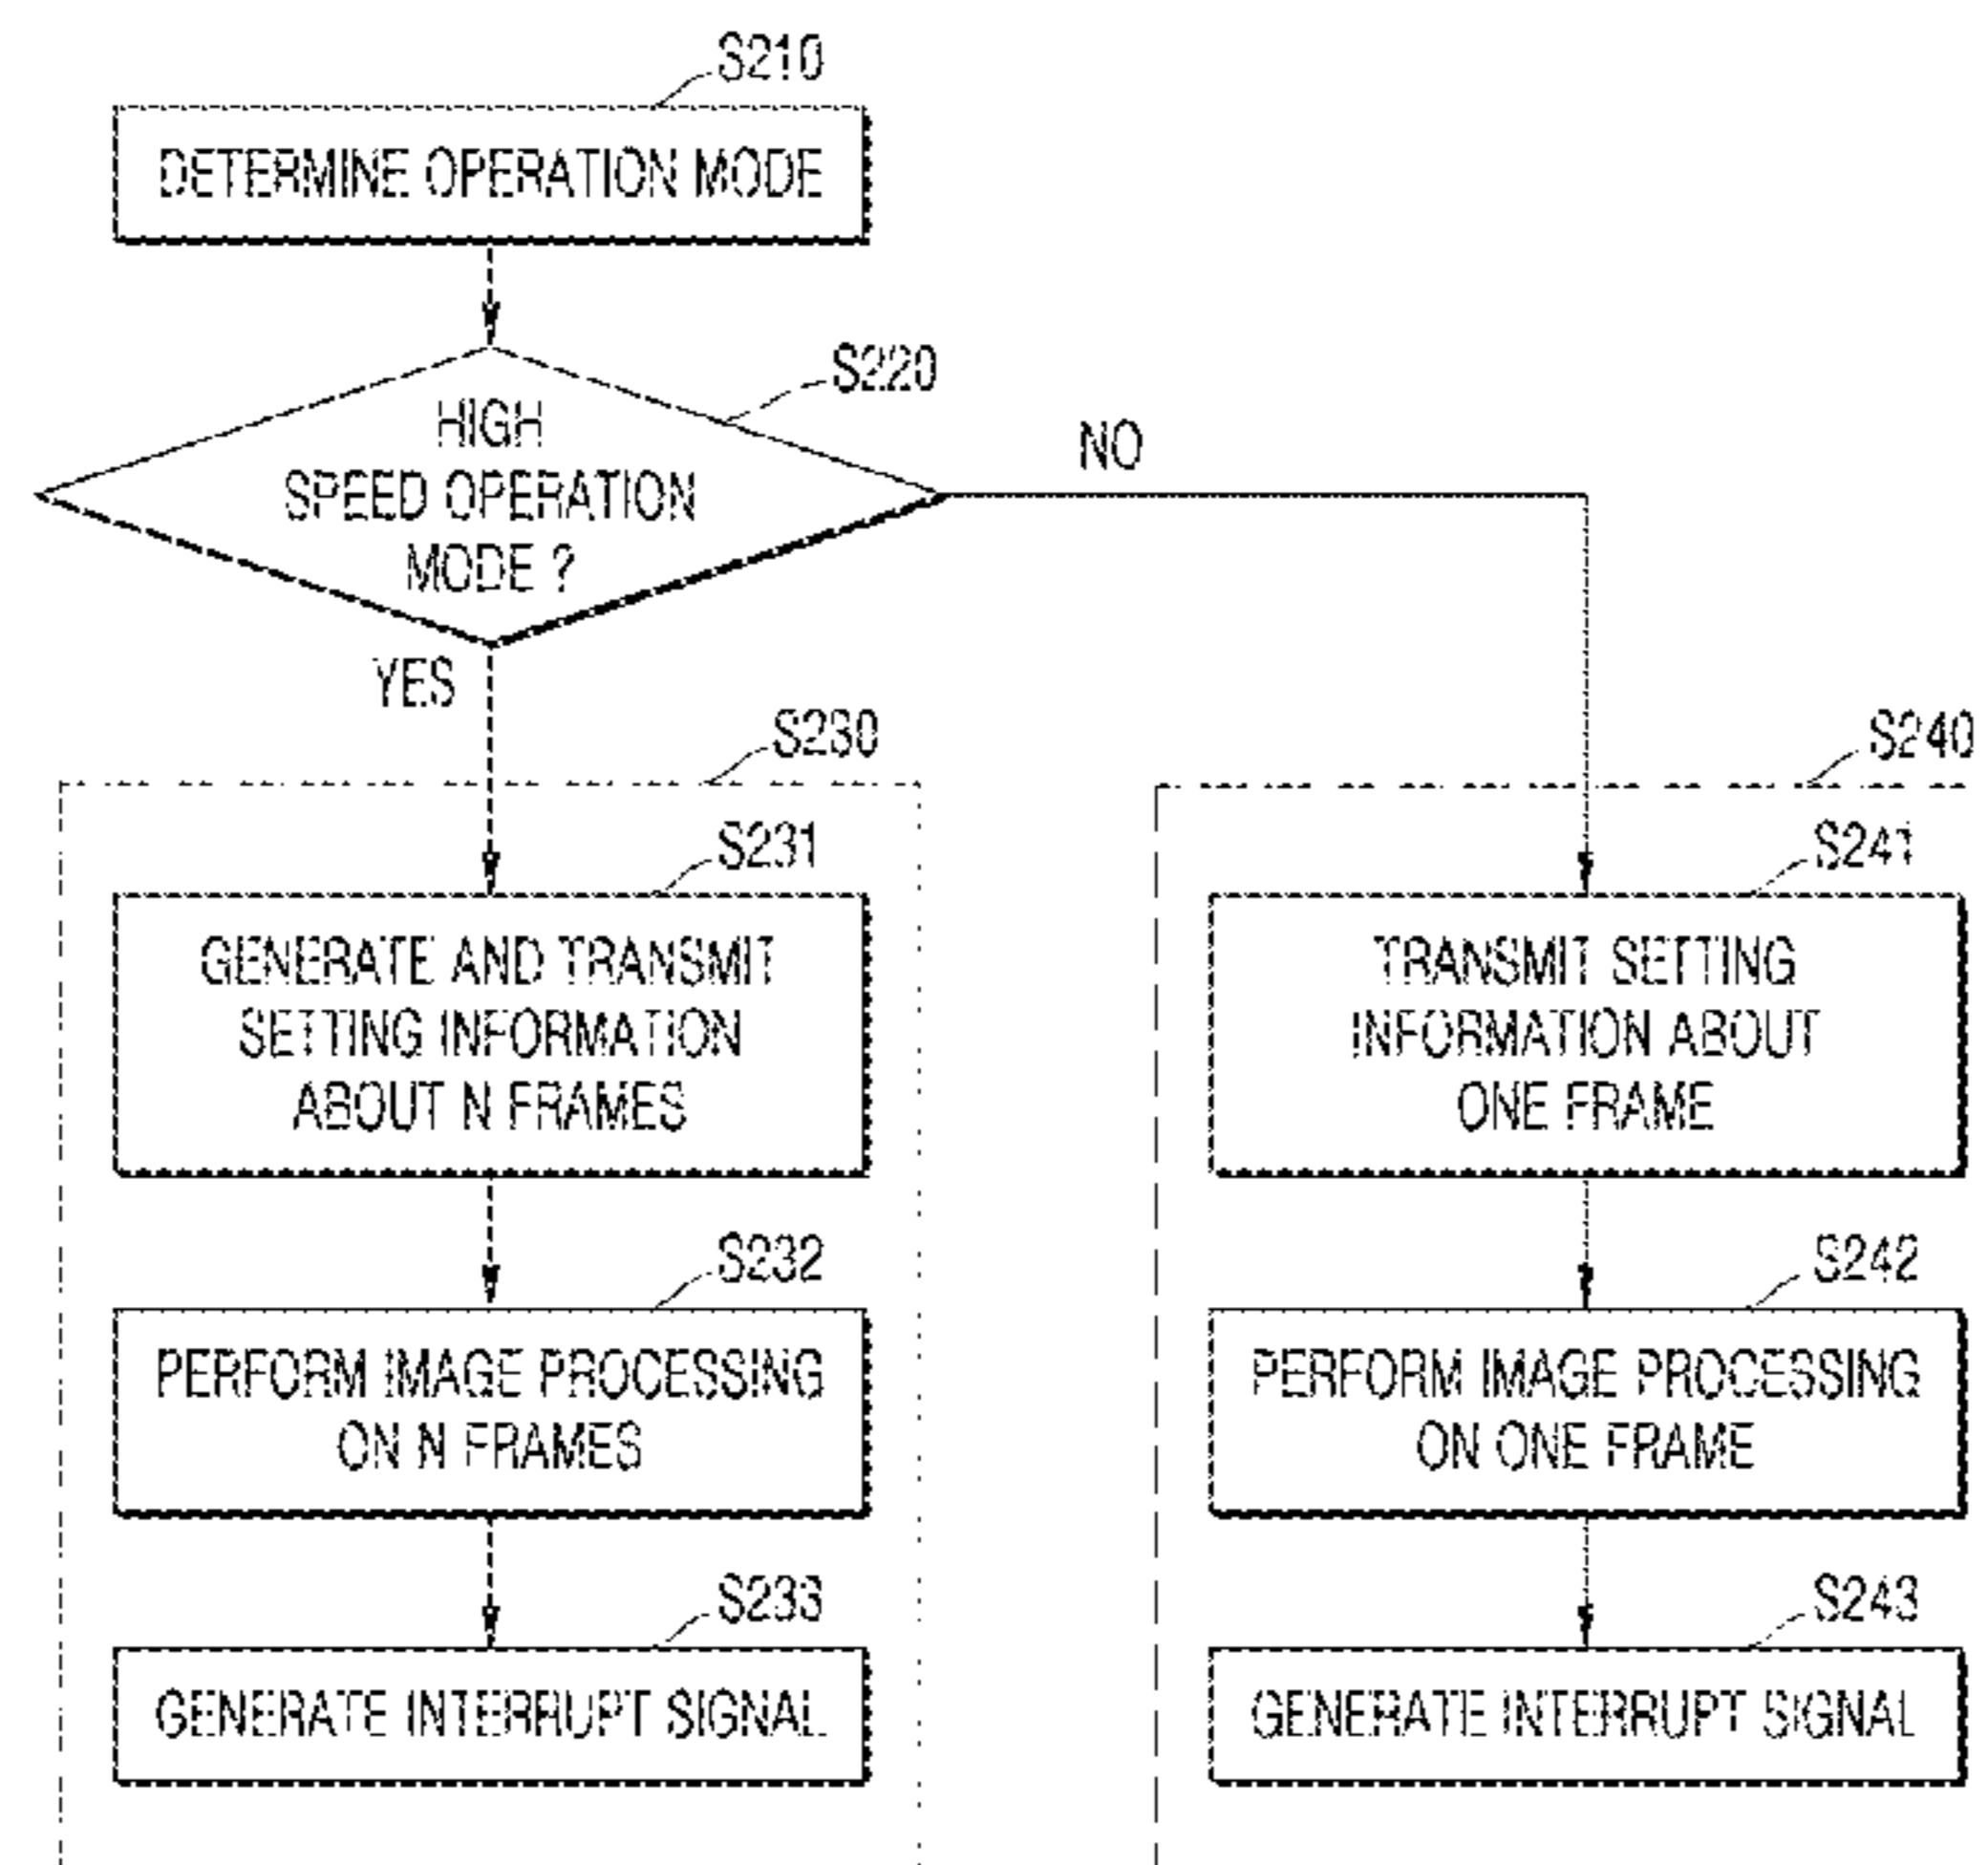 S210
DETERMINE OPERATION MODE
S220
HIGH
SPEED OPERATION
MODE ?
NO
YES
S230
S231
GENERATE AND TRANSMIT
SETTING INFORMATION
ABOUT N FRAMES
S232
PERFORM IMAGE PROCESSING
ON N FRAMES
S233
GENERATE INTERRUPT SIGNAL
S240
S241
TRANSMIT SETTING
INFORMATION ABOUT
ONE FRAME
S242
PERFORM IMAGE PROCESSING
ON ONE FRAME
S243
GENERATE INTERRUPT SIGNAL